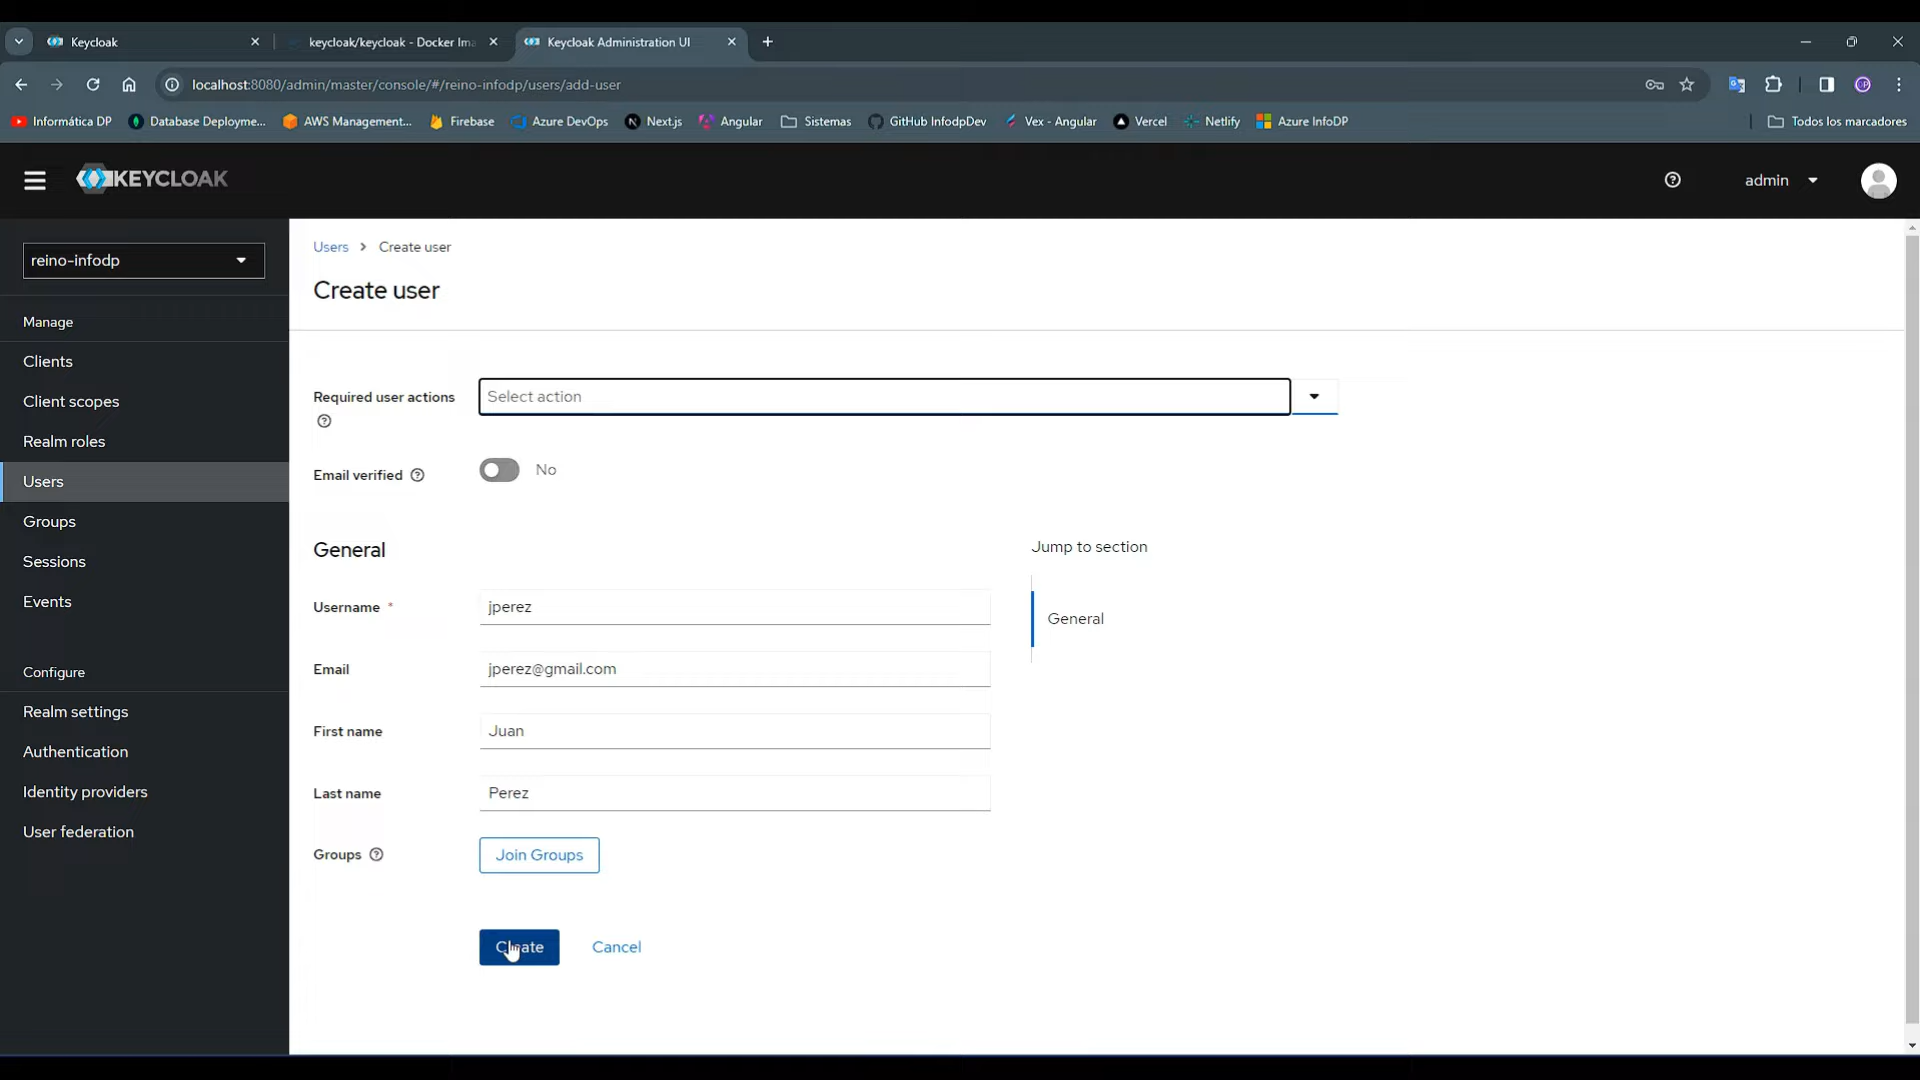 Keycloak
keycloak/keycloak - Docker Ima
Keycloak Administration UI
localhost:8080/admin/master/console/#/reino-infodp/users/add-user
Informática DP
Database Deployme...
AWS Management...
Firebase
Azure DevOps
Next.js
Angular
Sistemas
GitHub InfodpDev
Vex - Angular
Vercel
Netlify
Azure InfoDP
Todos los marcadores
KEYCLOAK
admin
reino-infodp
Manage
Clients
Client scopes
Realm roles
Users
Groups
Sessions
Events
Configure
Realm settings
Authentication
Identity providers
User federation
Users > Create user
Create user
Required user actions
Select action
Email verified
No
General
Jump to section
General
Username *
jperez
Email
jperez@gmail.com
First name
Juan
Last name
Perez
Groups
Join Groups
Create
Cancel